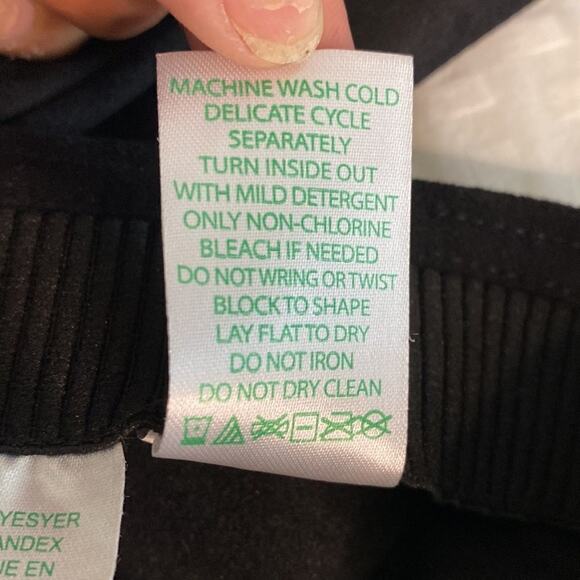 MACHINE WASH COLD
DELICATE CYCLE
SEPARATELY
TURN INSIDE OUT
WITH MILD DETERGENT
ONLY NON-CHLORINE
BLEACH IF NEEDED
DO NOT WRING OR TWIST
BLOCK TO SHAPE
LAY FLAT TO DRY
DO NOT IRON
DO NOT DRY CLEAN
YESYER
ANDEX
EN